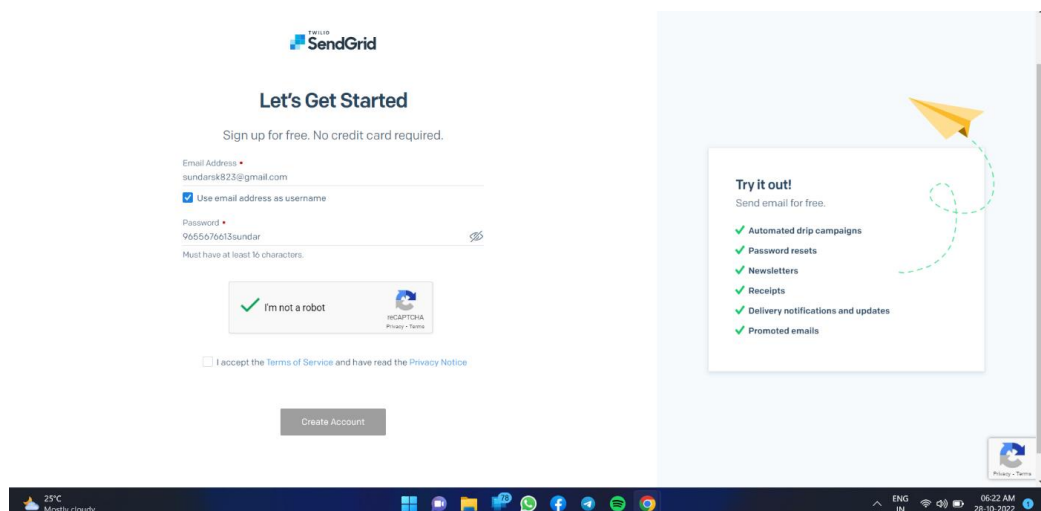 TWILIO
SendGrid
Let's Get Started
Sign up for free. No credit card required.
Email Address •
sundarsk823@gmail.com
Use email address as username
Password •
9655676613sundar
Must have at least 16 characters.
I'm not a robot
reCAPTCHA
Privacy - Terms
I accept the Terms of Service and have read the Privacy Notice
Create Account
Try it out!
Send email for free.
Automated drip campaigns
Password resets
Newsletters
Receipts
Delivery notifications and updates
Promoted emails
Privacy - Terms
25°C
Mostly cloudy
78
ENG
IN
06:22 AM
28-10-2022
1